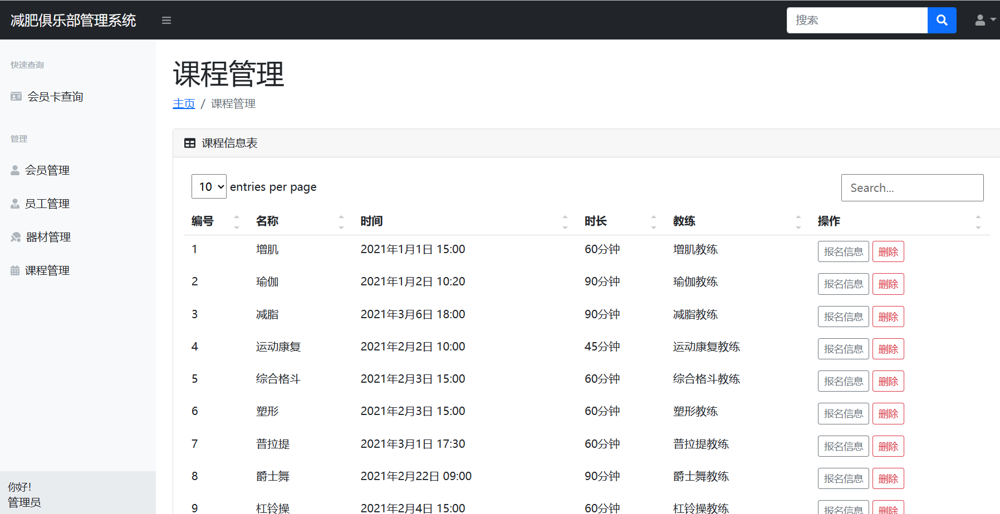 减肥俱乐部管理系统
搜索
快速查询
会员卡查询
管理
会员管理
员工管理
器材管理
课程管理
你好!
管理员
课程管理
主页 / 课程管理
课程信息表
10 entries per page
Search...
编号 名称 时间 时长 教练 操作
1 增肌 2021年1月1日 15:00 60分钟 增肌教练 报名信息 删除
2 瑜伽 2021年1月2日 10:20 90分钟 瑜伽教练 报名信息 删除
3 减脂 2021年3月6日 18:00 90分钟 减脂教练 报名信息 删除
4 运动康复 2021年2月2日 10:00 45分钟 运动康复教练 报名信息 删除
5 综合格斗 2021年2月3日 15:00 60分钟 综合格斗教练 报名信息 删除
6 塑形 2021年2月3日 15:00 60分钟 塑形教练 报名信息 删除
7 普拉提 2021年3月1日 17:30 60分钟 普拉提教练 报名信息 删除
8 爵士舞 2021年2月22日 09:00 90分钟 爵士舞教练 报名信息 删除
9 杠铃操 2021年2月4日 15:00 60分钟 杠铃操教练 报名信息 删除